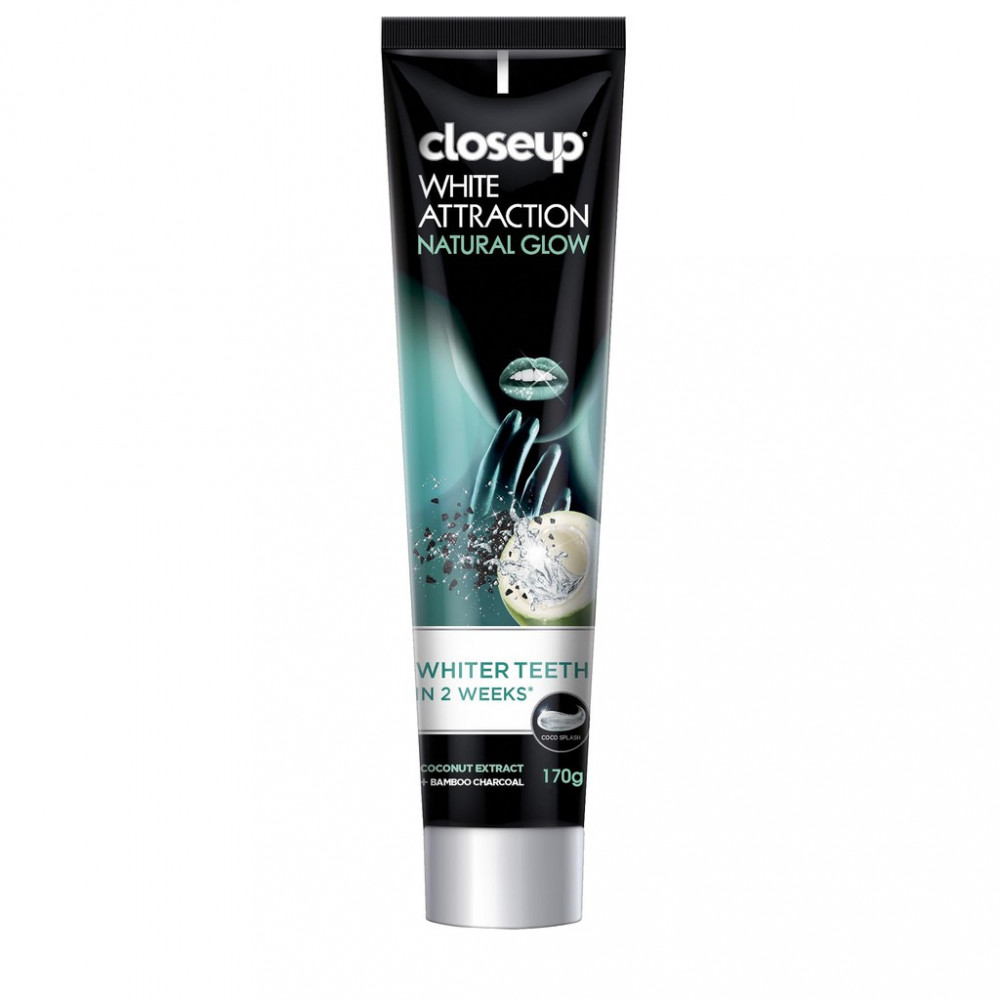 closeup®
WHITE
ATTRACTION
NATURAL GLOW
WHITER TEETH
IN 2 WEEKS*
COCO SPLASH
COCONUT EXTRACT
+ BAMBOO CHARCOAL
170g